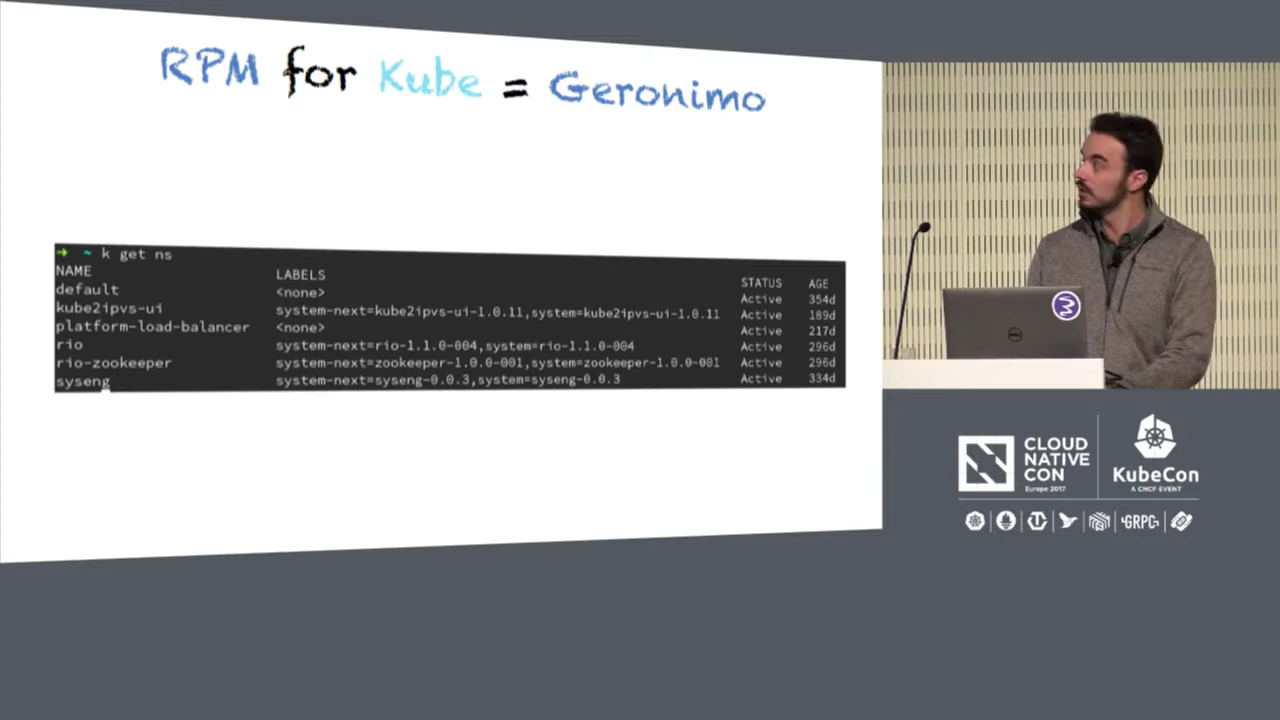 RPM for Kube = Geronimo
➜ ~ k get ns
NAME LABELS STATUS AGE
default <none> Active 354d
kube2ipvs-ui system-next=kube2ipvs-ui-1.0.11,system=kube2ipvs-ui-1.0.11 Active 189d
platform-load-balancer <none> Active 217d
rio system-next=rio-1.1.0-004,system=rio-1.1.0-004 Active 296d
rio-zookeeper system-next=zookeeper-1.0.0-001,system=zookeeper-1.0.0-001 Active 296d
syseng system-next=syseng-0.0.3,system=syseng-0.0.3 Active 334d
DELL
CLOUD
NATIVE
CON
Europe 2017
KubeCon
A CNCF EVENT
GRPC